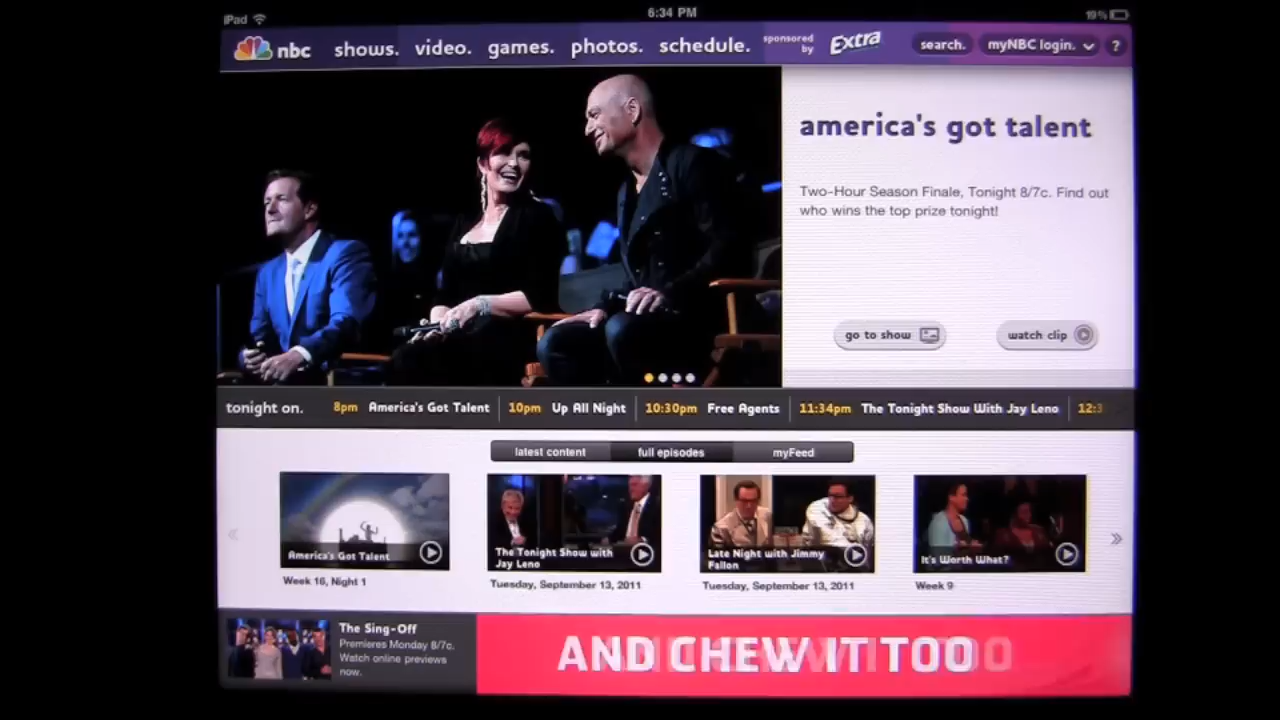 iPad 6:34 PM 19%
nbc shows. video. games. photos. schedule. sponsored by Extra search. myNBC login. ?
america's got talent
Two-Hour Season Finale, Tonight 8/7c. Find out
who wins the top prize tonight!
go to show watch clip
tonight on. 8pm America's Got Talent 10pm Up All Night 10:30pm Free Agents 11:34pm The Tonight Show With Jay Leno 12:3
latest content full episodes myFeed
America's Got Talent
Week 16, Night 1
The Tonight Show with
Jay Leno
Tuesday, September 13, 2011
Late Night with Jimmy
Fallon
Tuesday, September 13, 2011
It's Worth What?
Week 9
The Sing-Off
Premieres Monday 8/7c.
Watch online previews
now.
AND CHEW IT TOO